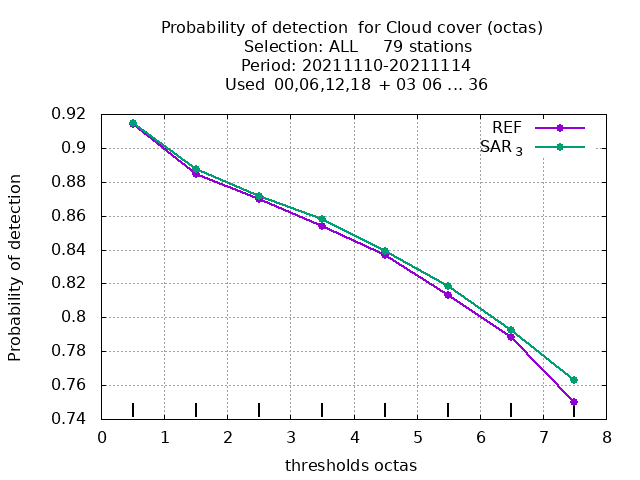 Probability of detection  for Cloud cover (octas)
Selection: ALL     79 stations
Period: 20211110-20211114
Used  00,06,12,18  + 03 06 ... 36
Probability of detection
0.92
0.9
0.88
0.86
0.84
0.82
0.8
0.78
0.76
0.74
REF
SAR 3
0 1 2 3 4 5 6 7 8
thresholds octas